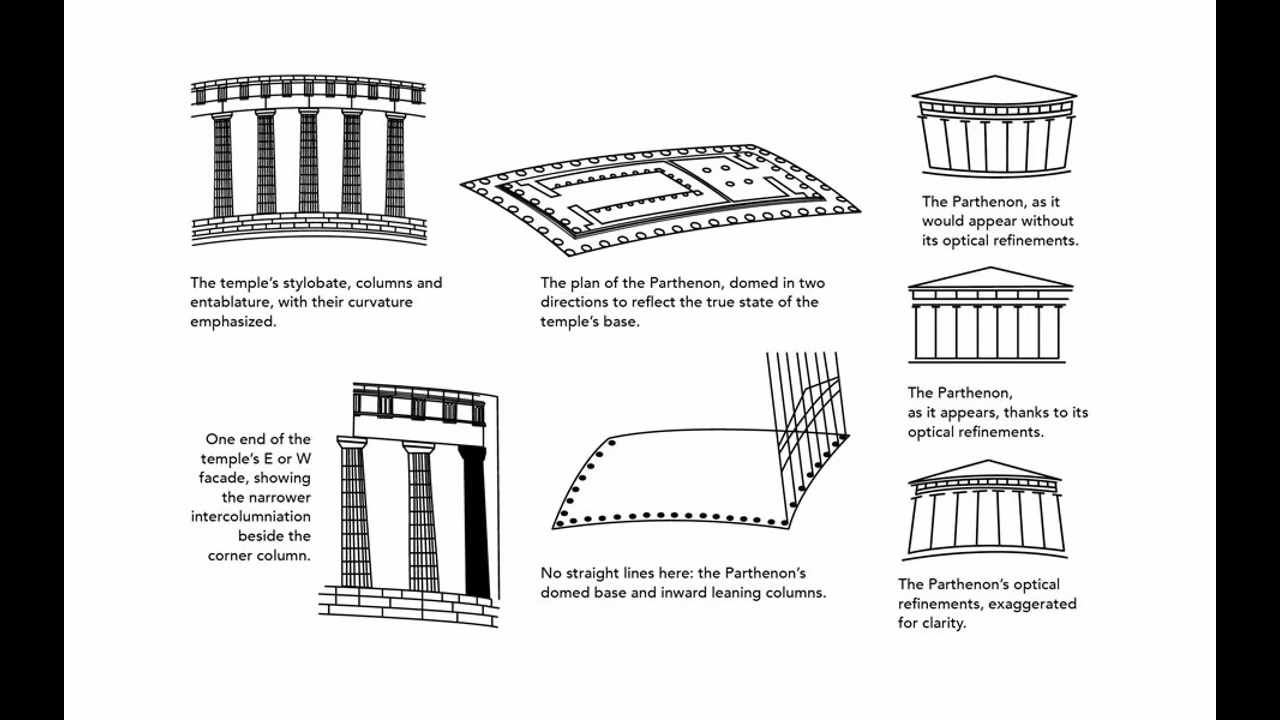 The temple's stylobate, columns and
entablature, with their curvature
emphasized.
The plan of the Parthenon, domed in two
directions to reflect the true state of the
temple's base.
The Parthenon, as it
would appear without
its optical refinements.
The Parthenon,
as it appears, thanks to its
optical refinements.
One end of the
temple's E or W
facade, showing
the narrower
intercolumniation
beside the
corner column.
No straight lines here: the Parthenon's
domed base and inward leaning columns.
The Parthenon's optical
refinements, exaggerated
for clarity.